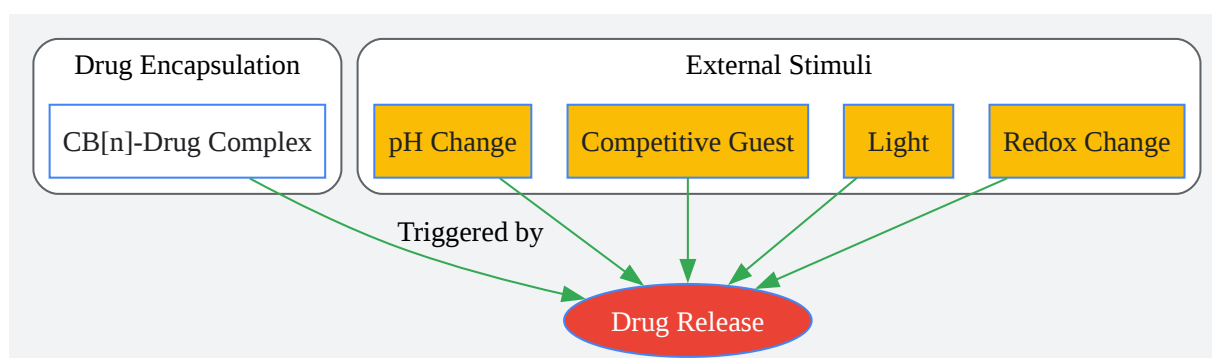 Drug Encapsulation
External Stimuli
CB[n]-Drug Complex
pH Change
Competitive Guest
Light
Redox Change
Triggered by
Drug Release